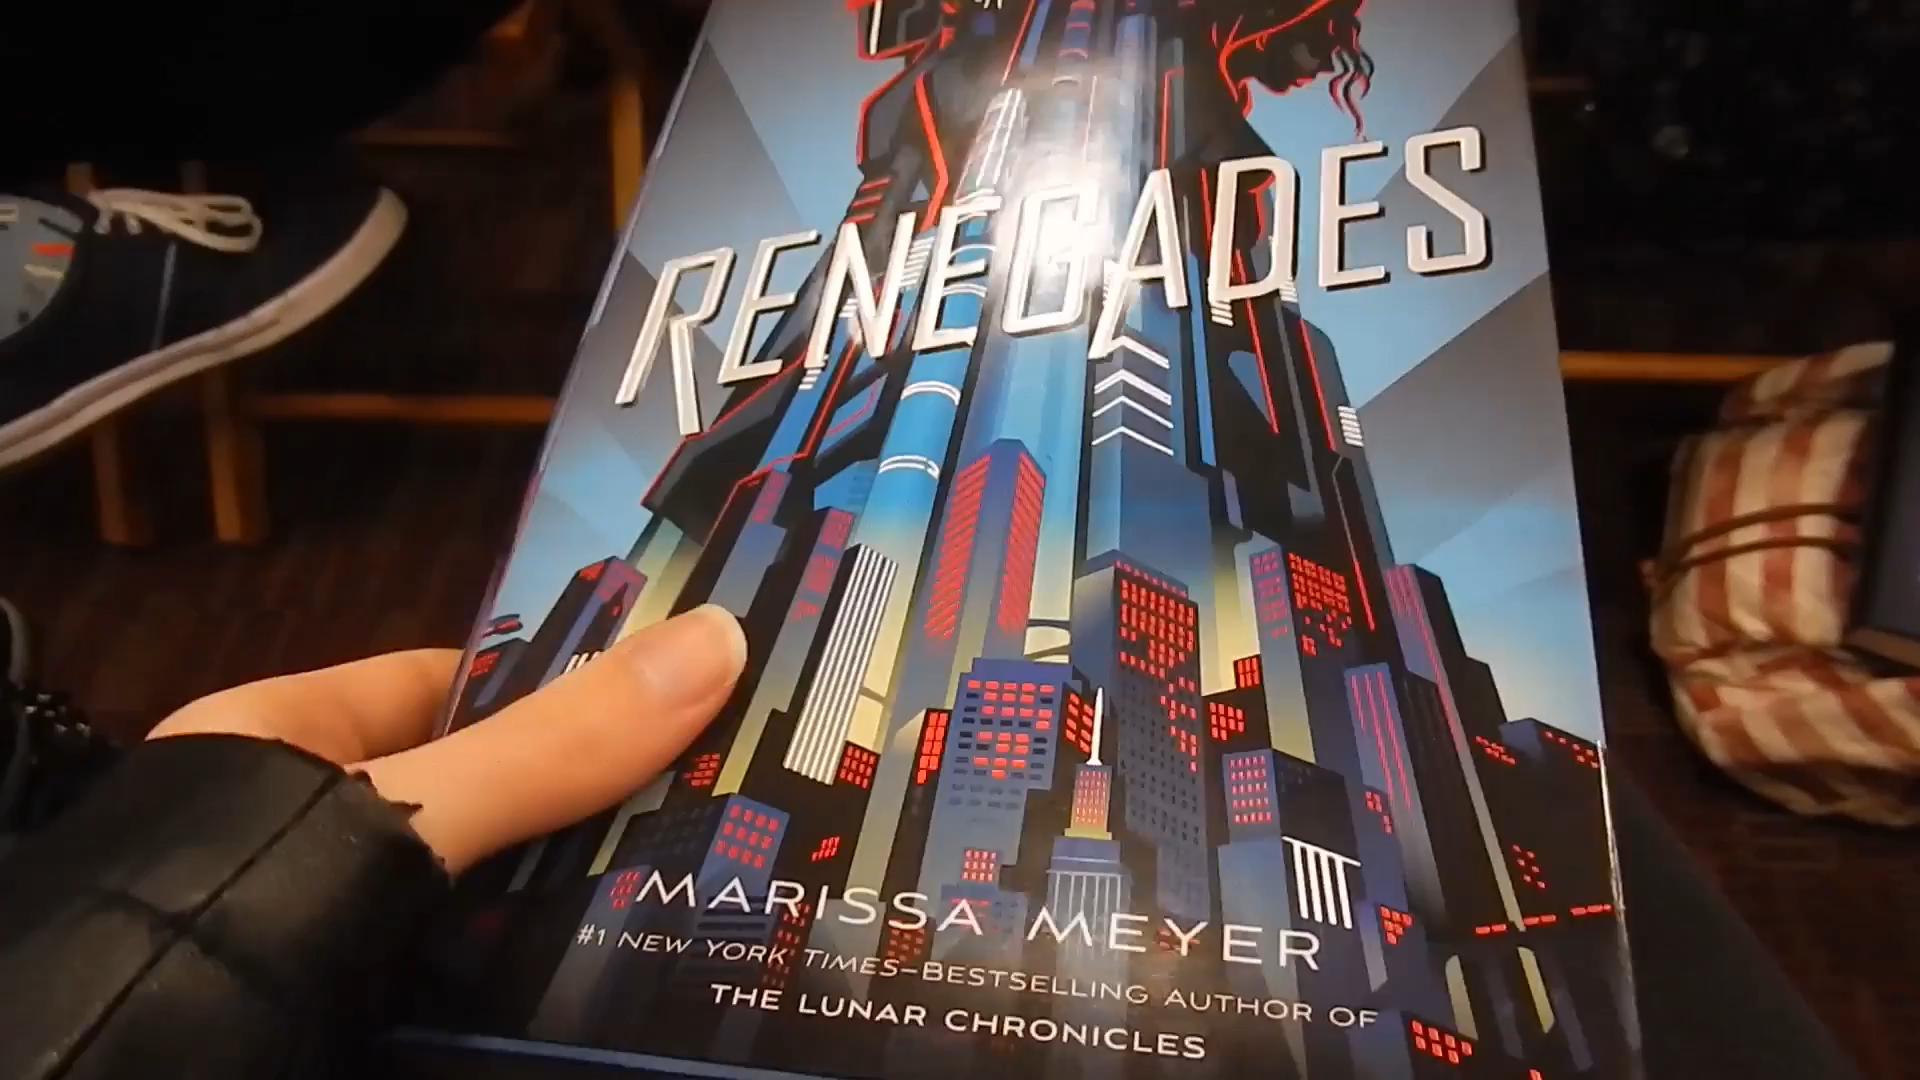 RENEGADES
MARISSA MEYER
#1 NEW YORK TIMES–BESTSELLING AUTHOR OF
THE LUNAR CHRONICLES